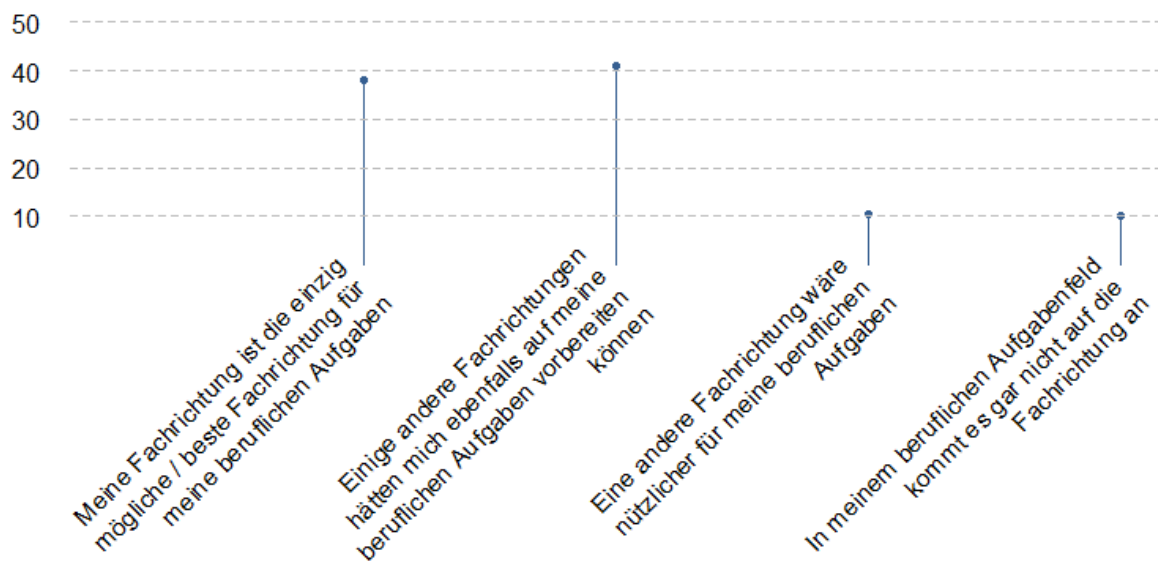 50
40
30
20
10
Meine Fachrichtung ist die einzig
mögliche / beste Fachrichtung für
meine beruflichen Aufgaben
Einige andere Fachrichtungen
hätten mich ebenfalls auf meine
beruflichen Aufgaben vorbereiten
können
Eine andere Fachrichtung wäre
nützlicher für meine beruflichen
Aufgaben
In meinem beruflichen Aufgabenfeld
kommt es gar nicht auf die
Fachrichtung an